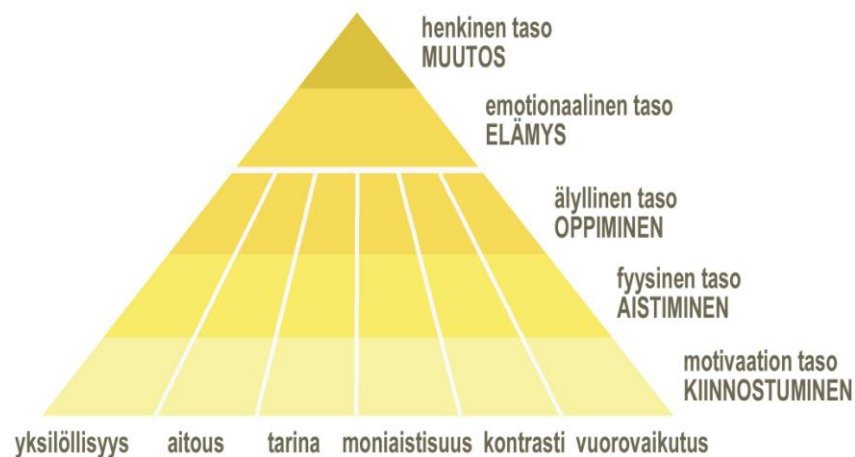 henkinen taso
MUUTOS
emotionaalinen taso
ELÄMYS
älyllinen taso
OPPIMINEN
fyysinen taso
AISTIMINEN
motivaation taso
KIINNOSTUMINEN
yksilöllisyys aitous tarina moniaistisuus kontrasti vuorovaikutus